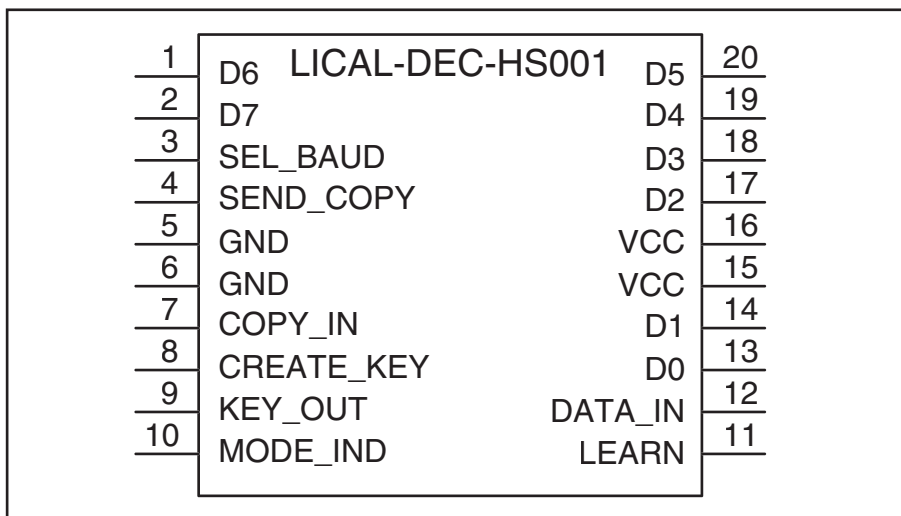 LICAL-DEC-HS001
1 D6 D5 20
2 D7 D4 19
3 SEL_BAUD D3 18
4 SEND_COPY D2 17
5 GND VCC 16
6 GND VCC 15
7 COPY_IN D1 14
8 CREATE_KEY D0 13
9 KEY_OUT DATA_IN 12
10 MODE_IND LEARN 11